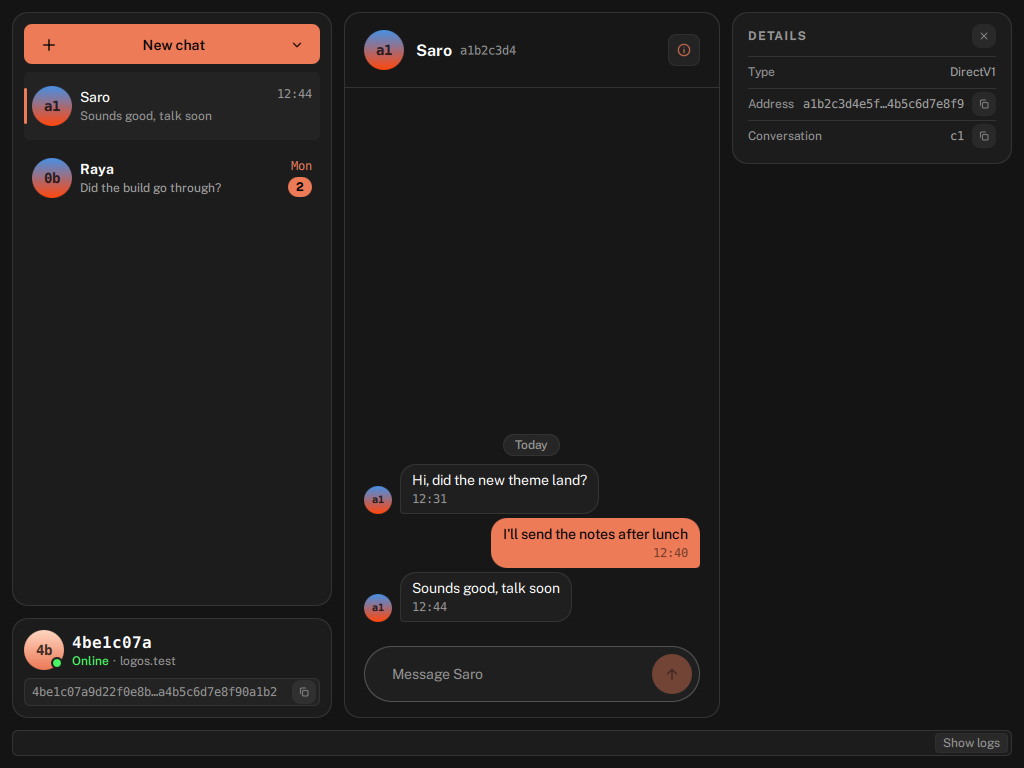 New chat
a1
Saro
12:44
Sounds good, talk soon
0b
Raya
Mon
Did the build go through?
2
4b
4be1c07a
Online · logos.test
4be1c07a9d22f0e8b…a4b5c6d7e8f90a1b2
a1
Saro a1b2c3d4
Today
Hi, did the new theme land?
a1
12:31
I'll send the notes after lunch
12:40
Sounds good, talk soon
a1
12:44
Message Saro
DETAILS
Type DirectV1
Address a1b2c3d4e5f…4b5c6d7e8f9
Conversation c1
Show logs